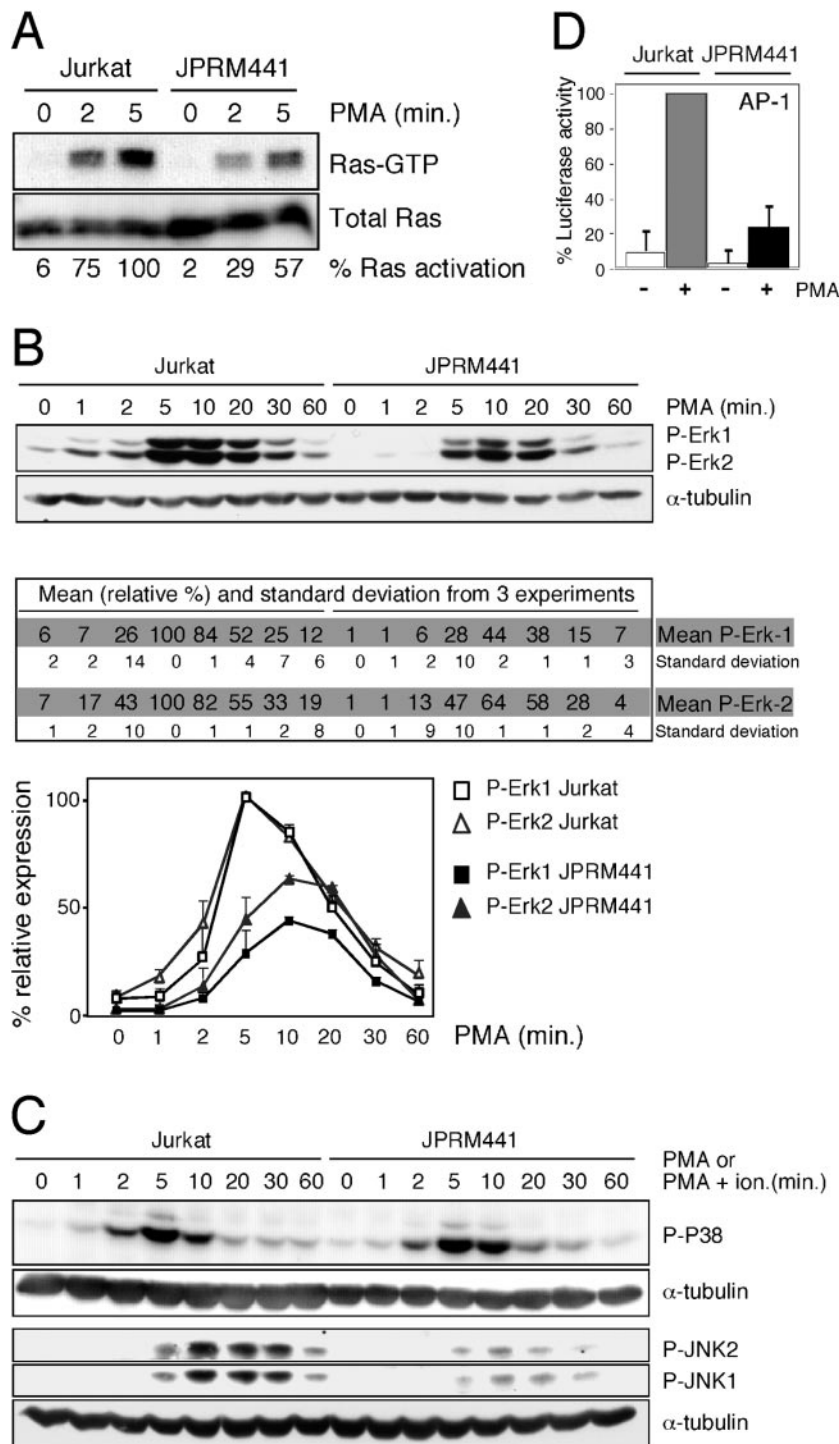 A
Jurkat JPRM441
0 2 5 0 2 5 PMA (min.)
Ras-GTP
Total Ras
6 75 100 2 29 57 % Ras activation
D
Jurkat JPRM441
% Luciferase activity
100
80
60
40
20
0
AP-1
- + - + PMA
B
Jurkat JPRM441
0 1 2 5 10 20 30 60 0 1 2 5 10 20 30 60 PMA (min.)
P-Erk1
P-Erk2
α-tubulin
Mean (relative %) and standard deviation from 3 experiments
6 7 26 100 84 52 25 12 1 1 6 28 44 38 15 7 Mean P-Erk-1
2 2 14 0 1 4 7 6 0 1 2 10 2 1 1 3 Standard deviation
7 17 43 100 82 55 33 19 1 1 13 47 64 58 28 4 Mean P-Erk-2
1 2 10 0 1 1 2 8 0 1 9 10 1 1 2 4 Standard deviation
% relative expression
100
50
0
0 1 2 5 10 20 30 60 PMA (min.)
P-Erk1 Jurkat
P-Erk2 Jurkat
P-Erk1 JPRM441
P-Erk2 JPRM441
C
Jurkat JPRM441
PMA or
0 1 2 5 10 20 30 60 0 1 2 5 10 20 30 60 PMA + ion.(min.)
P-P38
α-tubulin
P-JNK2
P-JNK1
α-tubulin